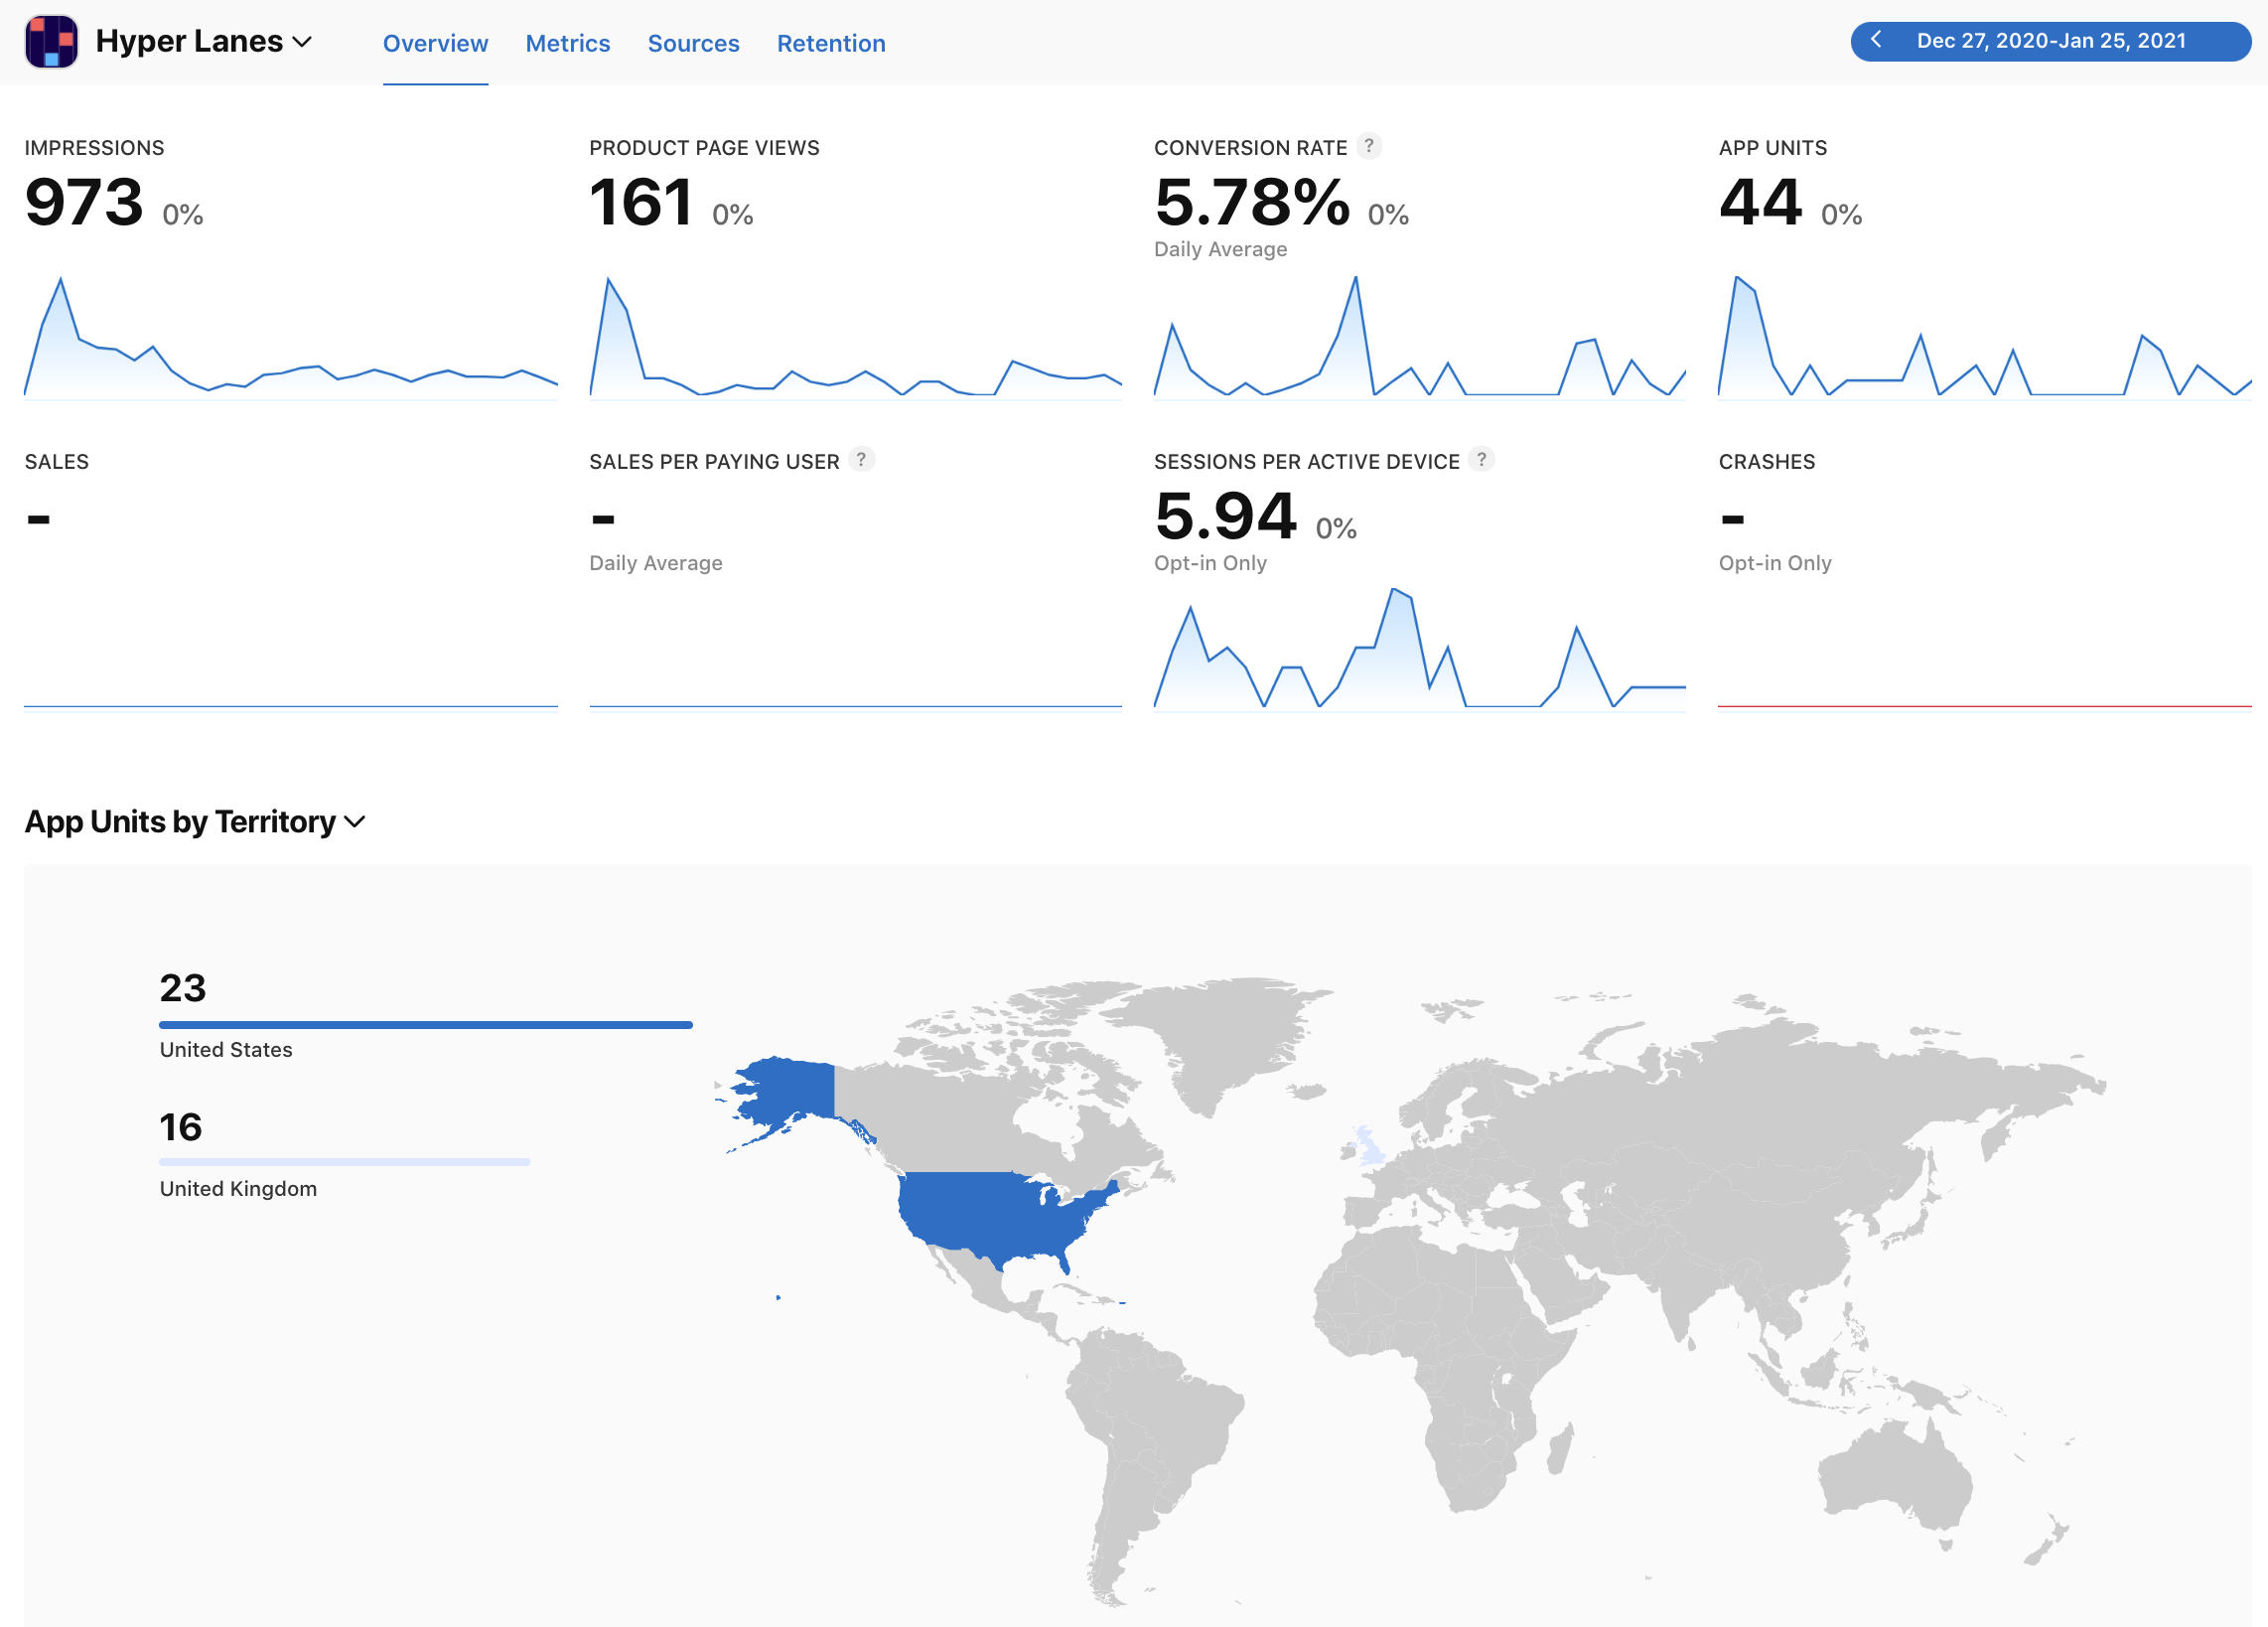 Hyper Lanes
Overview
Metrics
Sources
Retention
Dec 27, 2020-Jan 25, 2021
IMPRESSIONS
973 0%
PRODUCT PAGE VIEWS
161 0%
CONVERSION RATE ?
5.78% 0%
Daily Average
APP UNITS
44 0%
SALES
-
SALES PER PAYING USER ?
-
Daily Average
SESSIONS PER ACTIVE DEVICE ?
5.94 0%
Opt-in Only
CRASHES
-
Opt-in Only
App Units by Territory
23
United States
16
United Kingdom